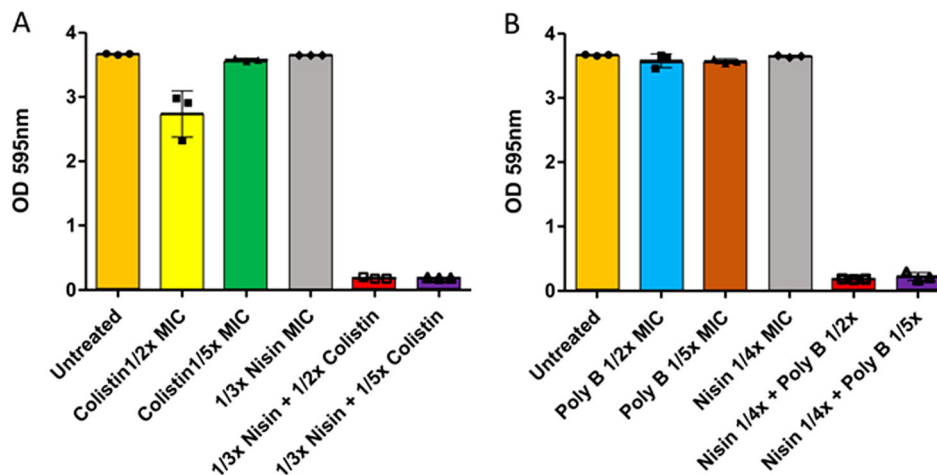 A
OD 595nm
4
3
2
1
0
Untreated
Colistin1/2x MIC
Colistin1/5x MIC
1/3x Nisin MIC
1/3x Nisin + 1/2x Colistin
1/3x Nisin + 1/5x Colistin
B
OD 595nm
4
3
2
1
0
Untreated
Poly B 1/2x MIC
Poly B 1/5x MIC
Nisin 1/4x MIC
Nisin 1/4x + Poly B 1/2x
Nisin 1/4x + Poly B 1/5x